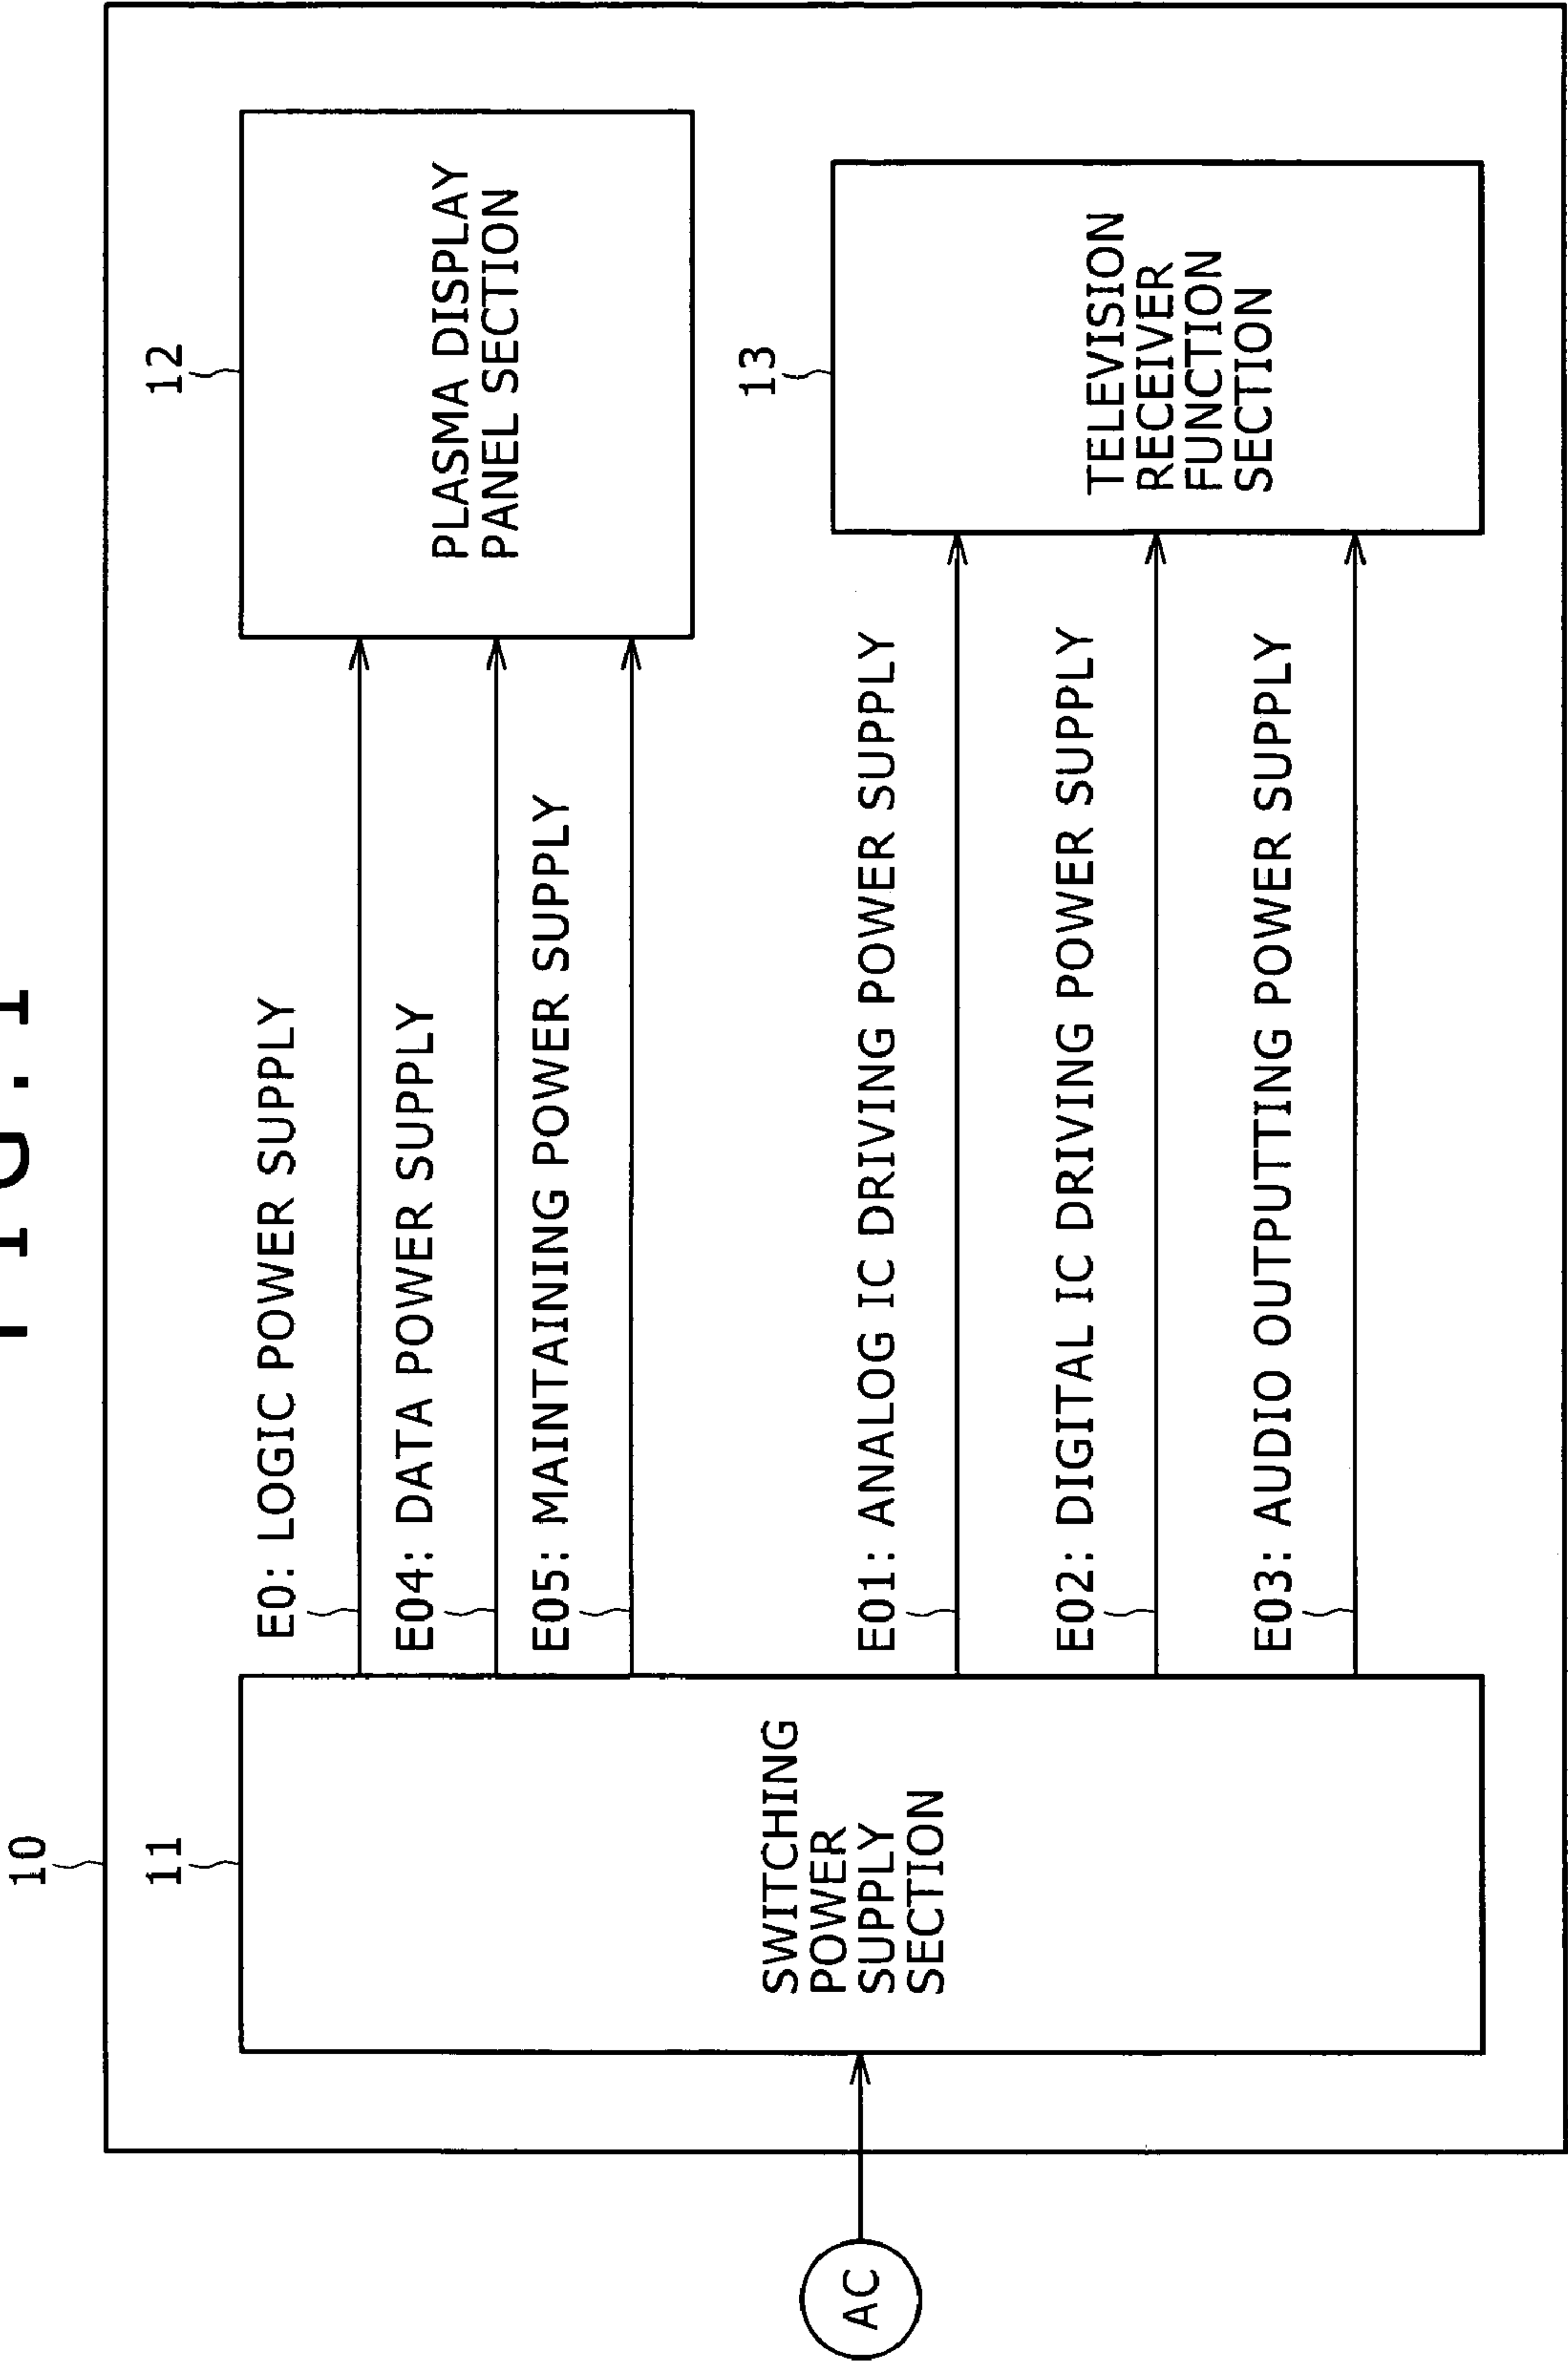 FIG. 1
10
11
12
PLASMA DISPLAY
PANEL SECTION
E0: LOGIC POWER SUPPLY
E04: DATA POWER SUPPLY
E05: MAINTAINING POWER SUPPLY
SWITCHING
POWER
SUPPLY
SECTION
AC
13
TELEVISION
RECEIVER
FUNCTION
SECTION
E01: ANALOG IC DRIVING POWER SUPPLY
E02: DIGITAL IC DRIVING POWER SUPPLY
E03: AUDIO OUTPUTTING POWER SUPPLY